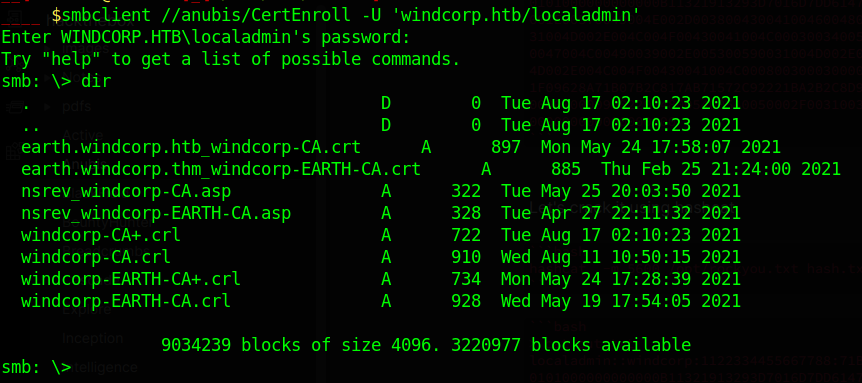 ____ $smbclient //anubis/CertEnroll -U 'windcorp.htb/localadmin'
Enter WINDCORP.HTB\localadmin's password:
Try "help" to get a list of possible commands.
smb: \> dir
. D 0 Tue Aug 17 02:10:23 2021
.. D 0 Tue Aug 17 02:10:23 2021
earth.windcorp.htb_windcorp-CA.crt A 897 Mon May 24 17:58:07 2021
earth.windcorp.thm_windcorp-EARTH-CA.crt A 885 Thu Feb 25 21:24:00 2021
nsrev_windcorp-CA.asp A 322 Tue May 25 20:03:50 2021
nsrev_windcorp-EARTH-CA.asp A 328 Tue Apr 27 22:11:32 2021
windcorp-CA+.crl A 722 Tue Aug 17 02:10:23 2021
windcorp-CA.crl A 910 Wed Aug 11 10:50:15 2021
windcorp-EARTH-CA+.crl A 734 Mon May 24 17:28:39 2021
windcorp-EARTH-CA.crl A 928 Wed May 19 17:54:05 2021
9034239 blocks of size 4096. 3220977 blocks available
smb: \>